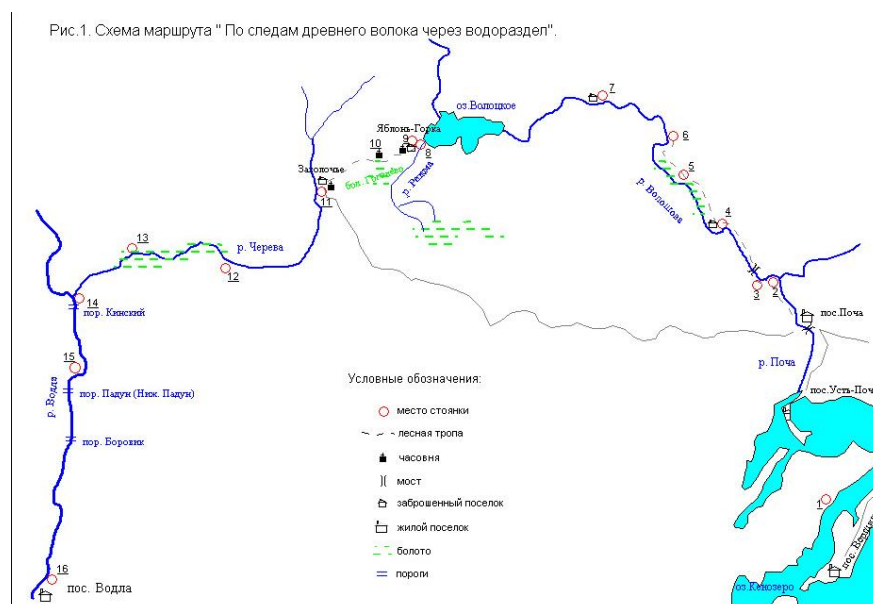 Рис.1. Схема маршрута " По следам древнего волока через водораздел".
7
оз.Волоцкое
6
Яблонь-Горка
9
10
8
5
Заволочье
бол. Гришево
р. Волошова
11
4
13
р. Черева
12
3
2
14
пор. Кинский
пос.Поча
15
р. Поча
Условные обозначения:
пор. Падун (Ниж. Падун)
р. Водла
пос.Усть-Поча
место стоянки
лесная тропа
пор. Боровик
часовня
мост
1
заброшенный поселок
жилой поселок
болото
16
пос. Водла
пороги
оз.Кенозеро